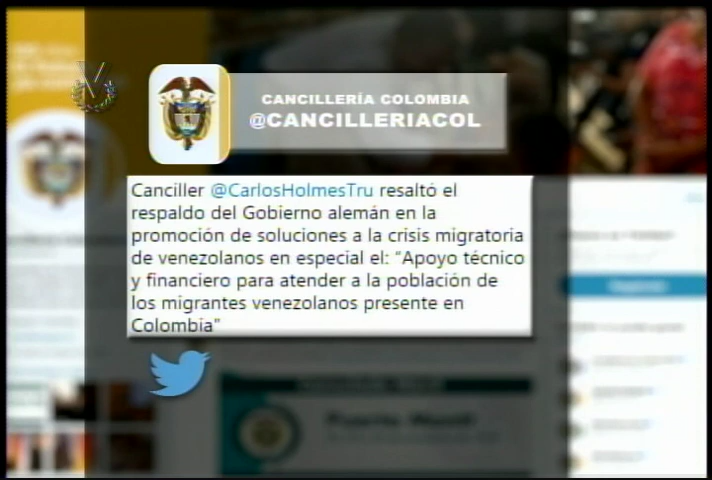 CANCILLERÍA COLOMBIA
@CANCILLERIACOL
Canciller @CarlosHolmesTru resaltó el
respaldo del Gobierno alemán en la
promoción de soluciones a la crisis migratoria
de venezolanos en especial el: “Apoyo técnico
y financiero para atender a la población de
los migrantes venezolanos presente en
Colombia”